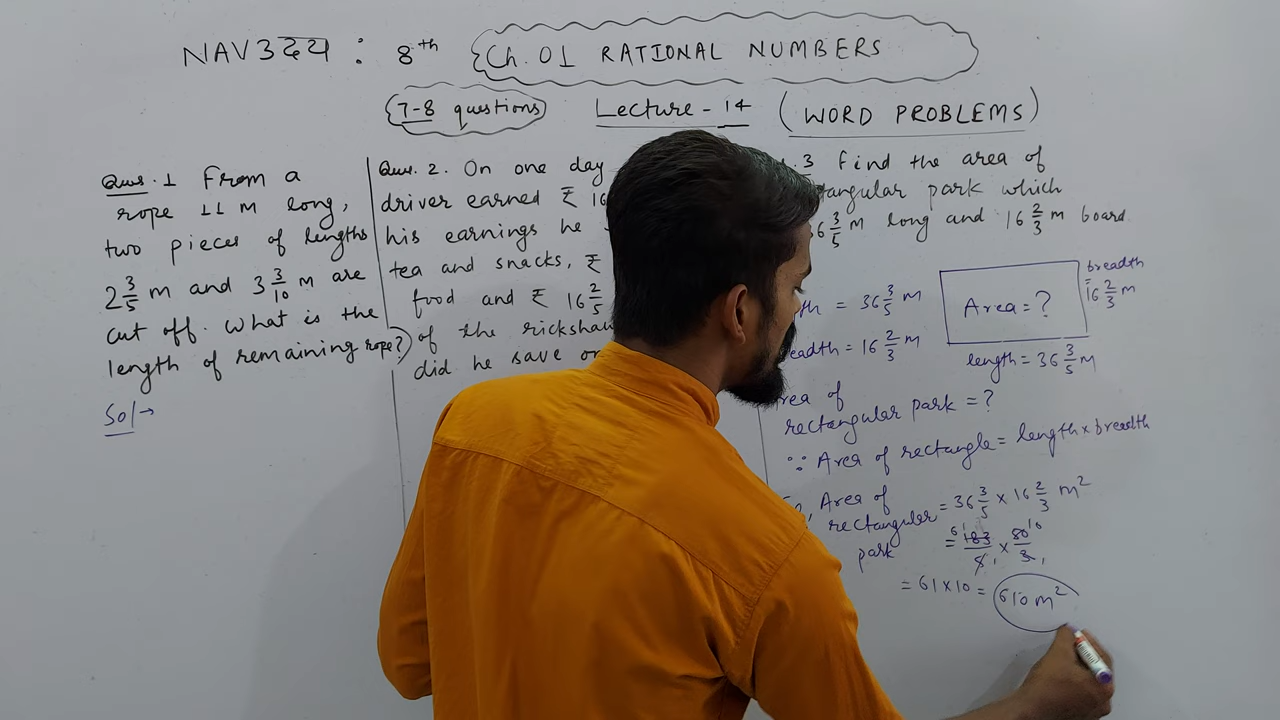 NAV3224 : 8th Ch. 01 RATIONAL NUMBERS
7-8 questions Lecture - 14 (WORD PROBLEMS)
Ques. 1 From a
rope 11 m long,
two pieces of lengths
2 3/5 m and 3 3/10 m are
cut off. What is the
length of remaining rope?
Sol →
Ques. 2. On one day
driver earned ₹ 16
his earnings he
tea and snacks, ₹
food and ₹ 16 2/5
of the rickshaw
did he save on
3 Find the area of
tangular park which
36 3/5 m long and 16 2/3 m board
breadth
= 16 2/3 m
Area = ?
length = 36 3/5 m
gth = 36 3/5 m
eadth = 16 2/3 m
rea of
rectangular park = ?
∵ Area of rectangle = length × breadth
Area of
rectangular
park
= 36 3/5 × 16 2/3 m²
= 183/5 × 50/3
= 61 × 10 = 610 m²